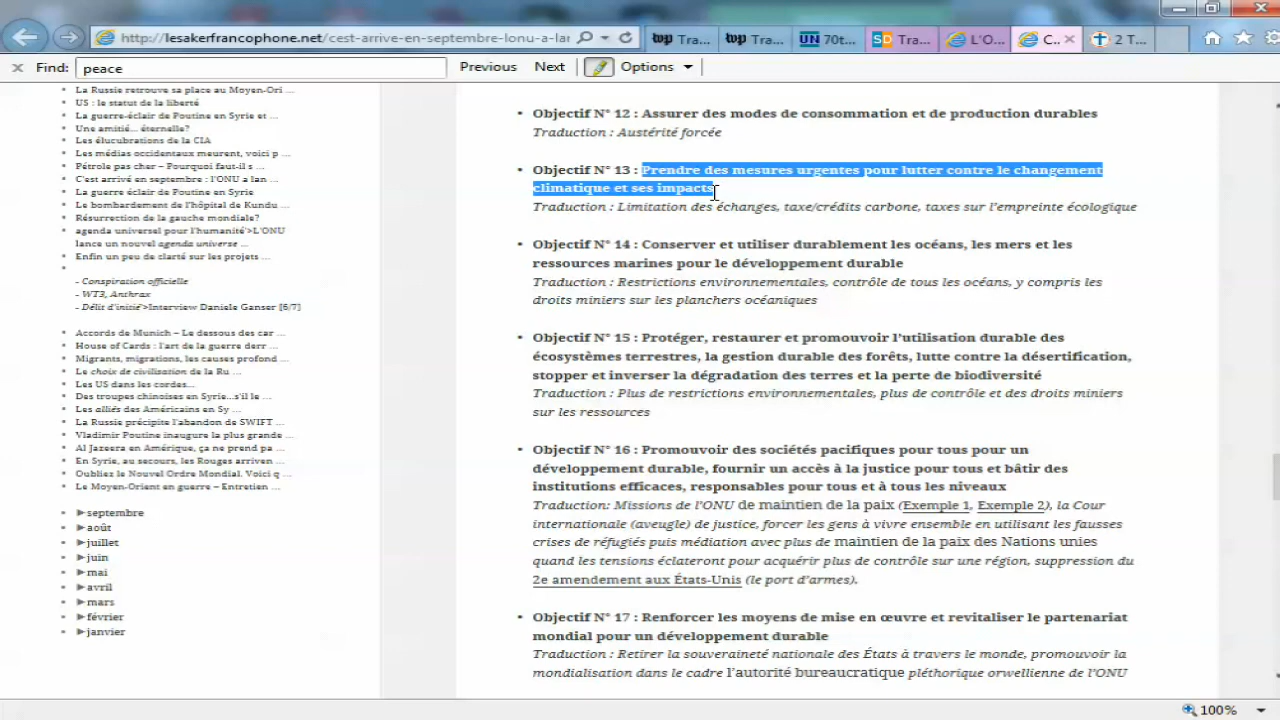 http://lesakerfrancophone.net/cest-arrive-en-septembre-lonu-a-lar
Tra...
Tra...
70t...
Tra...
L'O...
C...
2 T...
Find: peace
Previous Next Options
La Russie retrouve sa place au Moyen-Ori ...
US : le statut de la liberté
La guerre-éclair de Poutine en Syrie et ...
Une amitié... éternelle?
Les élucubrations de la CIA
Les médias occidentaux meurent, voici p ...
Pétrole pas cher – Pourquoi faut-il s ...
C'est arrivé en septembre : l'ONU a lan ...
La guerre éclair de Poutine en Syrie
Le bombardement de l'hôpital de Kundu ...
Résurrection de la gauche mondiale?
agenda universel pour l'humanité'>L'ONU
lance un nouvel agenda universe ...
Enfin un peu de clarté sur les projets ...
- Conspiration officielle
- WT3, Anthrax
- Délit d'initié'>Interview Daniele Ganser [6/7]
Accords de Munich – Le dessous des car ...
House of Cards : l'art de la guerre derr ...
Migrants, migrations, les causes profond ...
Le choix de civilisation de la Ru ...
Les US dans les cordes...
Des troupes chinoises en Syrie...s'il le ...
Les alliés des Américains en Sy ...
La Russie précipite l'abandon de SWIFT ...
Vladimir Poutine inaugure la plus grande ...
Al Jazeera en Amérique, ça ne prend pa ...
En Syrie, au secours, les Rouges arriven ...
Oubliez le Nouvel Ordre Mondial. Voici q ...
Le Moyen-Orient en guerre – Entretien ...
►septembre
►août
►juillet
►juin
►mai
►avril
►mars
►février
►janvier
Objectif N° 12 : Assurer des modes de consommation et de production durables
Traduction : Austérité forcée
Objectif N° 13 : Prendre des mesures urgentes pour lutter contre le changement
climatique et ses impacts
Traduction : Limitation des échanges, taxe/crédits carbone, taxes sur l'empreinte écologique
Objectif N° 14 : Conserver et utiliser durablement les océans, les mers et les
ressources marines pour le développement durable
Traduction : Restrictions environnementales, contrôle de tous les océans, y compris les
droits miniers sur les planchers océaniques
Objectif N° 15 : Protéger, restaurer et promouvoir l'utilisation durable des
écosystèmes terrestres, la gestion durable des forêts, lutte contre la désertification,
stopper et inverser la dégradation des terres et la perte de biodiversité
Traduction : Plus de restrictions environnementales, plus de contrôle et des droits miniers
sur les ressources
Objectif N° 16 : Promouvoir des sociétés pacifiques pour tous pour un
développement durable, fournir un accès à la justice pour tous et bâtir des
institutions efficaces, responsables pour tous et à tous les niveaux
Traduction: Missions de l'ONU de maintien de la paix (Exemple 1, Exemple 2), la Cour
internationale (aveugle) de justice, forcer les gens à vivre ensemble en utilisant les fausses
crises de réfugiés puis médiation avec plus de maintien de la paix des Nations unies
quand les tensions éclateront pour acquérir plus de contrôle sur une région, suppression du
2e amendement aux États-Unis (le port d'armes).
Objectif N° 17 : Renforcer les moyens de mise en œuvre et revitaliser le partenariat
mondial pour un développement durable
Traduction : Retirer la souveraineté nationale des États à travers le monde, promouvoir la
mondialisation dans le cadre l'autorité bureaucratique pléthorique orwellienne de l'ONU
100%